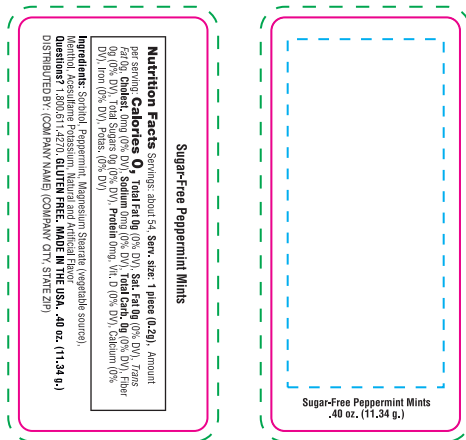 Sugar-Free Peppermint Mints
Nutrition Facts Servings: about 54, Serv. size: 1 piece (0.2g), Amount
per serving: Calories 0, Total Fat 0g (0% DV), Sat. Fat 0g (0% DV), Trans
Fat 0g, Cholest. 0mg (0% DV), Sodium 0mg (0% DV), Total Carb. 0g (0% DV), Fiber
0g (0% DV), Total Sugars 0g (0% DV), Protein 0mg, Vit. D (0% DV), Calcium (0%
DV), Iron (0% DV), Potas. (0% DV)
Ingredients: Sorbitol, Peppermint, Magnesium Stearate (vegetable source),
Menthol, Acesulfame Potassium, Natural and Artificial Flavor
Questions? 1.800.611.4270. GLUTEN FREE. MADE IN THE USA. .40 oz. (11.34 g.)
DISTRIBUTED BY: (COMPANY NAME) (COMPANY CITY, STATE ZIP)
Sugar-Free Peppermint Mints
.40 oz. (11.34 g.)